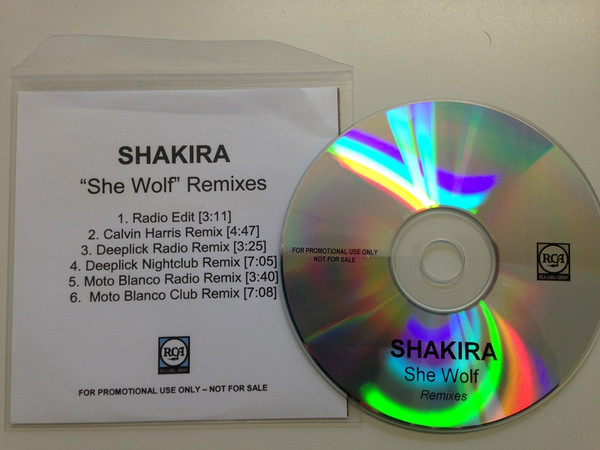 SHAKIRA
“She Wolf” Remixes
1. Radio Edit [3:11]
2. Calvin Harris Remix [4:47]
3. Deeplick Radio Remix [3:25]
4. Deeplick Nightclub Remix [7:05]
5. Moto Blanco Radio Remix [3:40]
6. Moto Blanco Club Remix [7:08]
RCA
FOR PROMOTIONAL USE ONLY – NOT FOR SALE
FOR PROMOTIONAL USE ONLY
NOT FOR SALE
RCA
RCA LABEL GROUP
SHAKIRA
She Wolf
Remixes